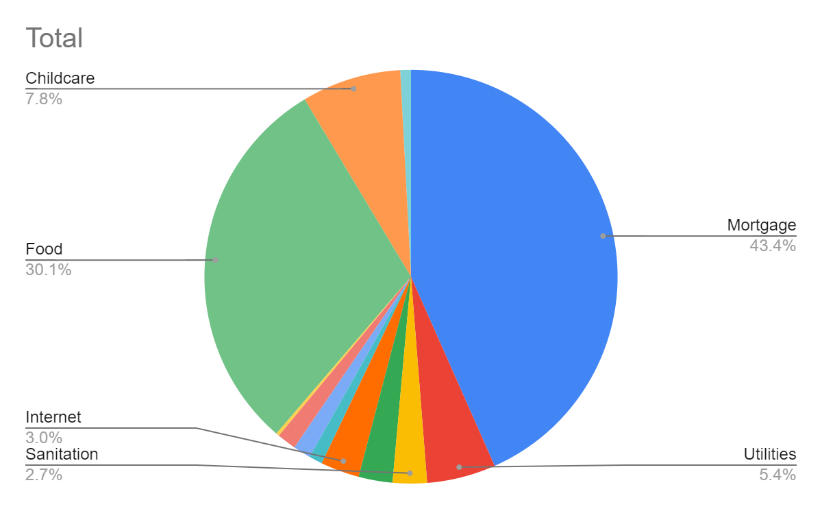 Total
Childcare
7.8%
Mortgage
43.4%
Food
30.1%
Internet
3.0%
Sanitation
2.7%
Utilities
5.4%